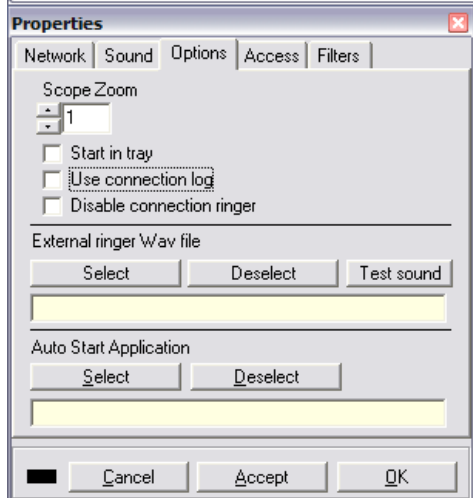 Properties
Network Sound Options Access Filters
Scope Zoom
1
Start in tray
Use connection log
Disable connection ringer
External ringer Wav file
Select Deselect Test sound
Auto Start Application
Select Deselect
Cancel Accept OK